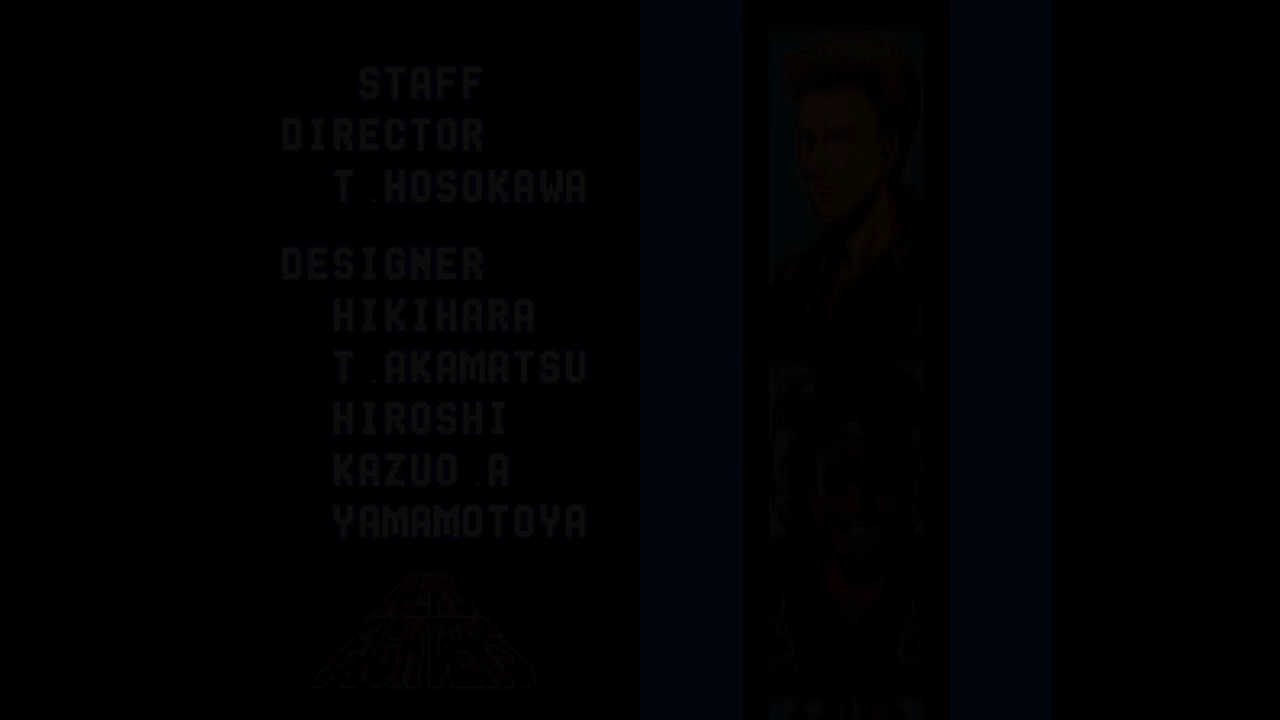 STAFF
DIRECTOR
T.HOSOKAWA
DESIGNER
HIKIHARA
T.AKAMATSU
HIROSHI
KAZUO.A
YAMAMOTOYA